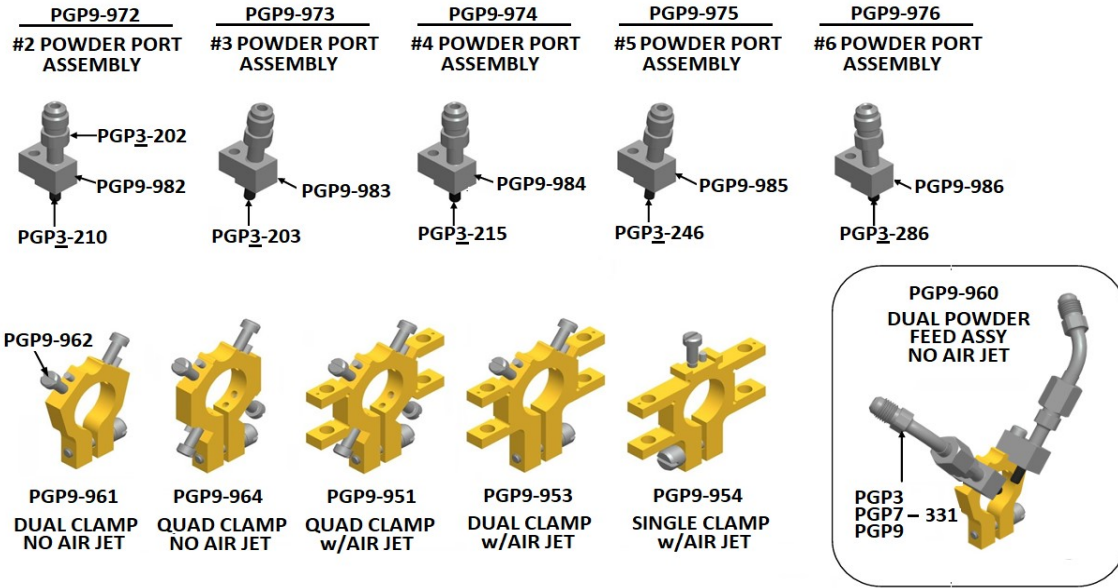 PGP9-972
#2 POWDER PORT
ASSEMBLY
PGP3-202
PGP9-982
PGP3-210
PGP9-973
#3 POWDER PORT
ASSEMBLY
PGP9-983
PGP3-203
PGP9-974
#4 POWDER PORT
ASSEMBLY
PGP9-984
PGP3-215
PGP9-975
#5 POWDER PORT
ASSEMBLY
PGP9-985
PGP3-246
PGP9-976
#6 POWDER PORT
ASSEMBLY
PGP9-986
PGP3-286
PGP9-962
PGP9-961
DUAL CLAMP
NO AIR JET
PGP9-964
QUAD CLAMP
NO AIR JET
PGP9-951
QUAD CLAMP
w/AIR JET
PGP9-953
DUAL CLAMP
w/AIR JET
PGP9-954
SINGLE CLAMP
w/AIR JET
PGP9-960
DUAL POWDER
FEED ASSY
NO AIR JET
PGP3
PGP7 – 331
PGP9